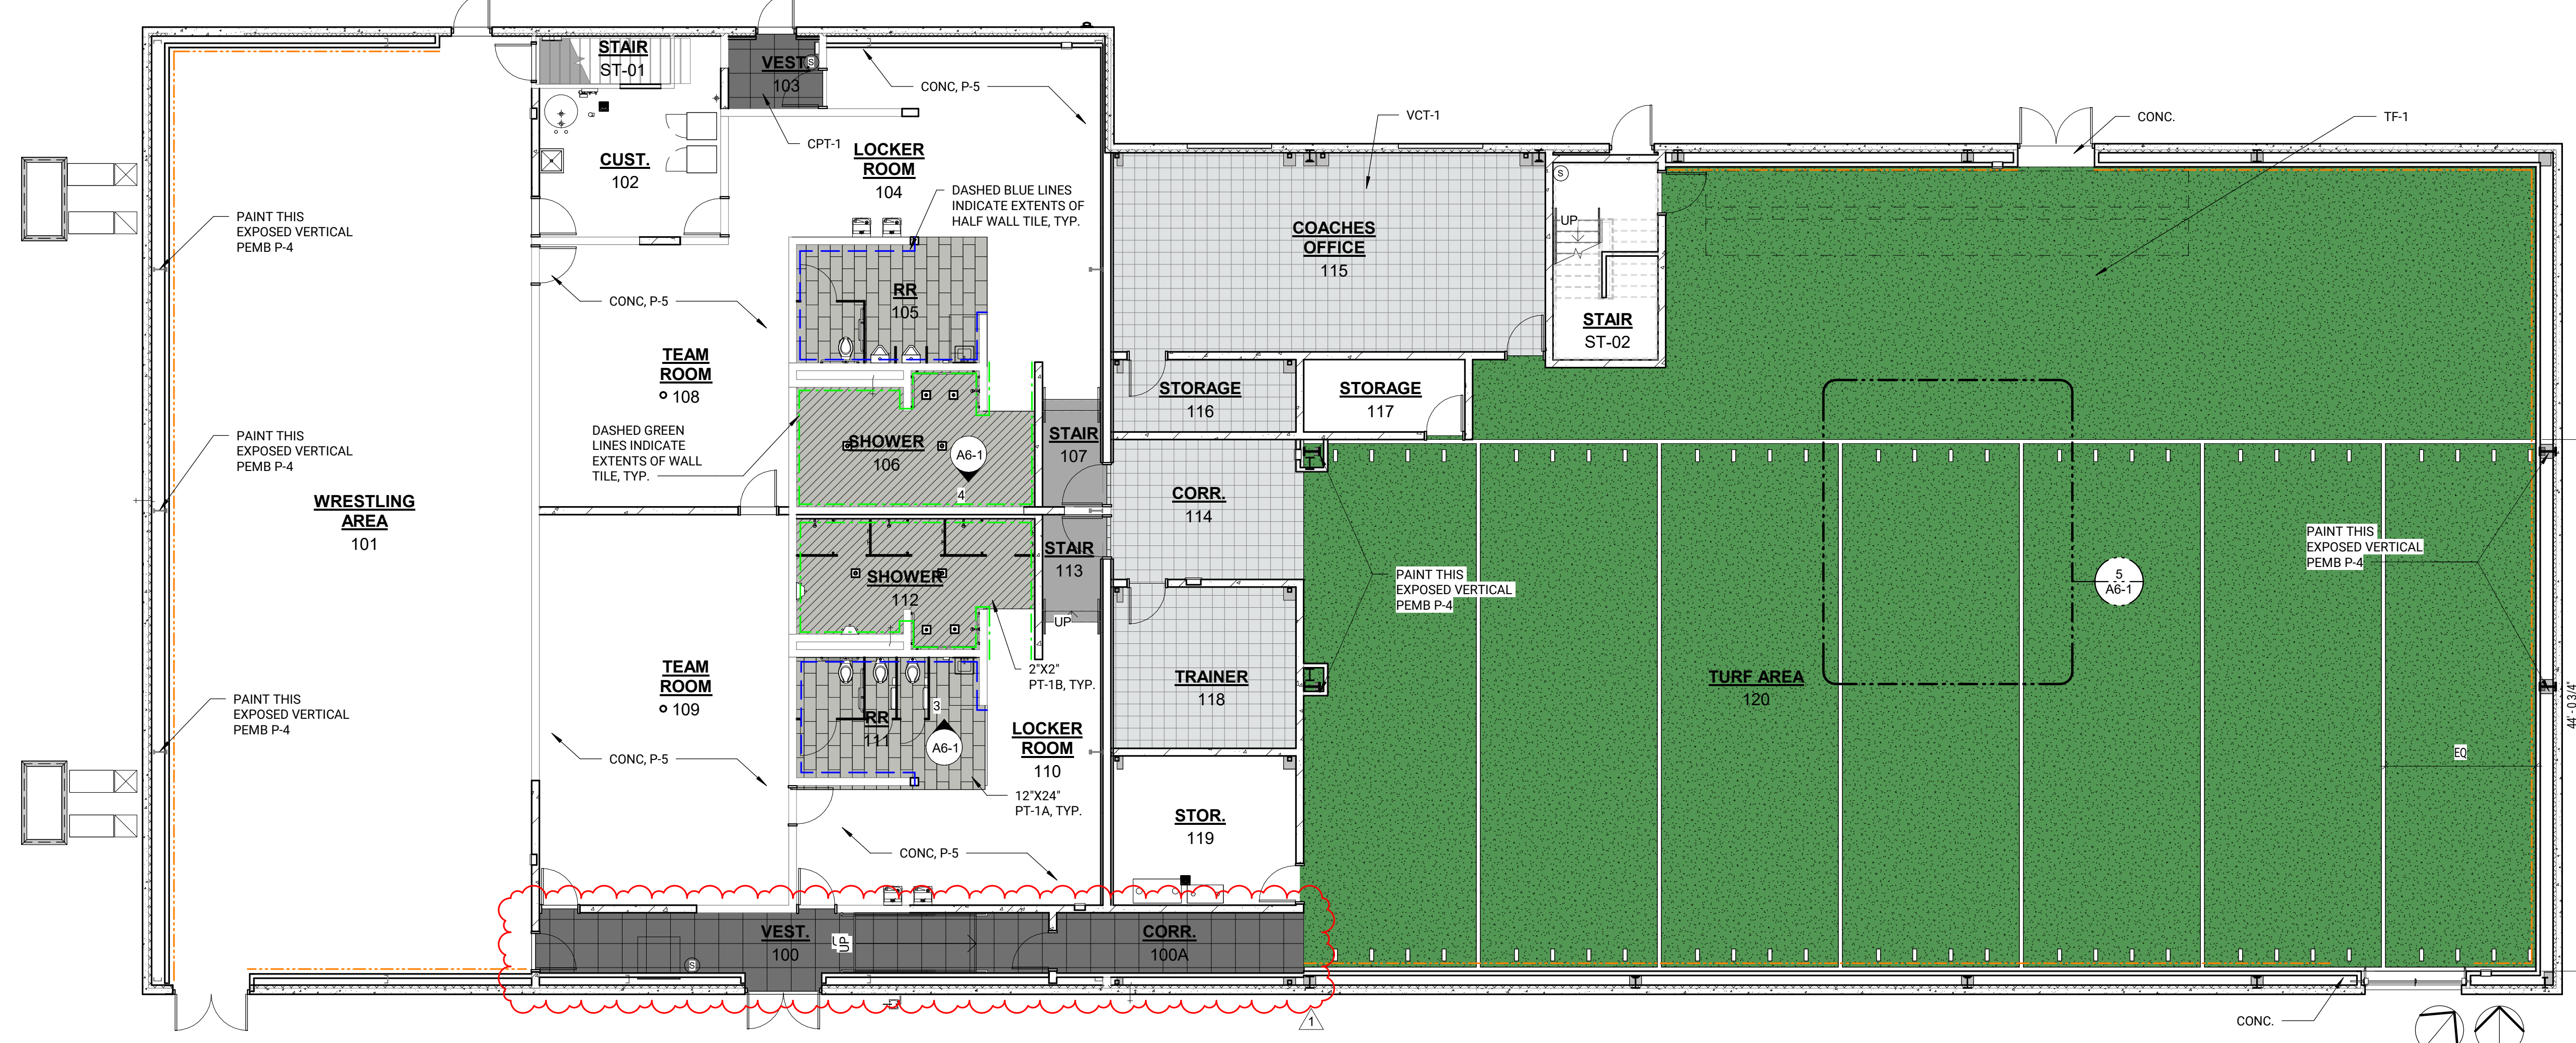 STAIR
ST-01
VEST.
103
S
CONC, P-5
CPT-1
CUST.
102
LOCKER
ROOM
104
DASHED BLUE LINES
INDICATE EXTENTS OF
HALF WALL TILE, TYP.
VCT-1
CONC.
TF-1
PAINT THIS
EXPOSED VERTICAL
PEMB P-4
COACHES
OFFICE
115
S
UP
STAIR
ST-02
RR
105
CONC, P-5
TEAM
ROOM
108
STORAGE
116
STORAGE
117
DASHED GREEN
LINES INDICATE
EXTENTS OF WALL
TILE, TYP.
SHOWER
106
A6-1
4
STAIR
107
PAINT THIS
EXPOSED VERTICAL
PEMB P-4
WRESTLING
AREA
101
CORR.
114
STAIR
113
UP
SHOWER
112
PAINT THIS
EXPOSED VERTICAL
PEMB P-4
PAINT THIS
EXPOSED VERTICAL
PEMB P-4
5
A6-1
2"X2"
PT-1B, TYP.
TEAM
ROOM
109
TRAINER
118
TURF AREA
120
44' - 0 3/4"
PAINT THIS
EXPOSED VERTICAL
PEMB P-4
RR
111
3
A6-1
LOCKER
ROOM
110
EQ
CONC, P-5
12"X24"
PT-1A, TYP.
STOR.
119
CONC, P-5
VEST.
100
UP
S
CORR.
100A
1
CONC.